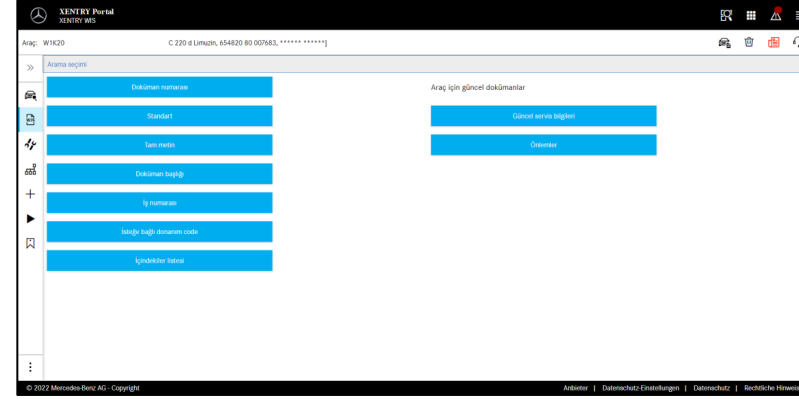 XENTRY Portal
XENTRY WIS
Araç: W1K20 C 220 d Limuzin, 654820 80 007683, ****** ******]
Arama seçimi
Doküman numarası
Araç için güncel dokümanlar
Standart
Güncel servis bilgileri
Tam metin
Önlemler
Doküman başlığı
İş numarası
İsteğe bağlı donanım code
İçindekiler listesi
WIS
© 2022 Mercedes-Benz AG - Copyright
Anbieter | Datenschutz-Einstellungen | Datenschutz | Rechtliche Hinweis